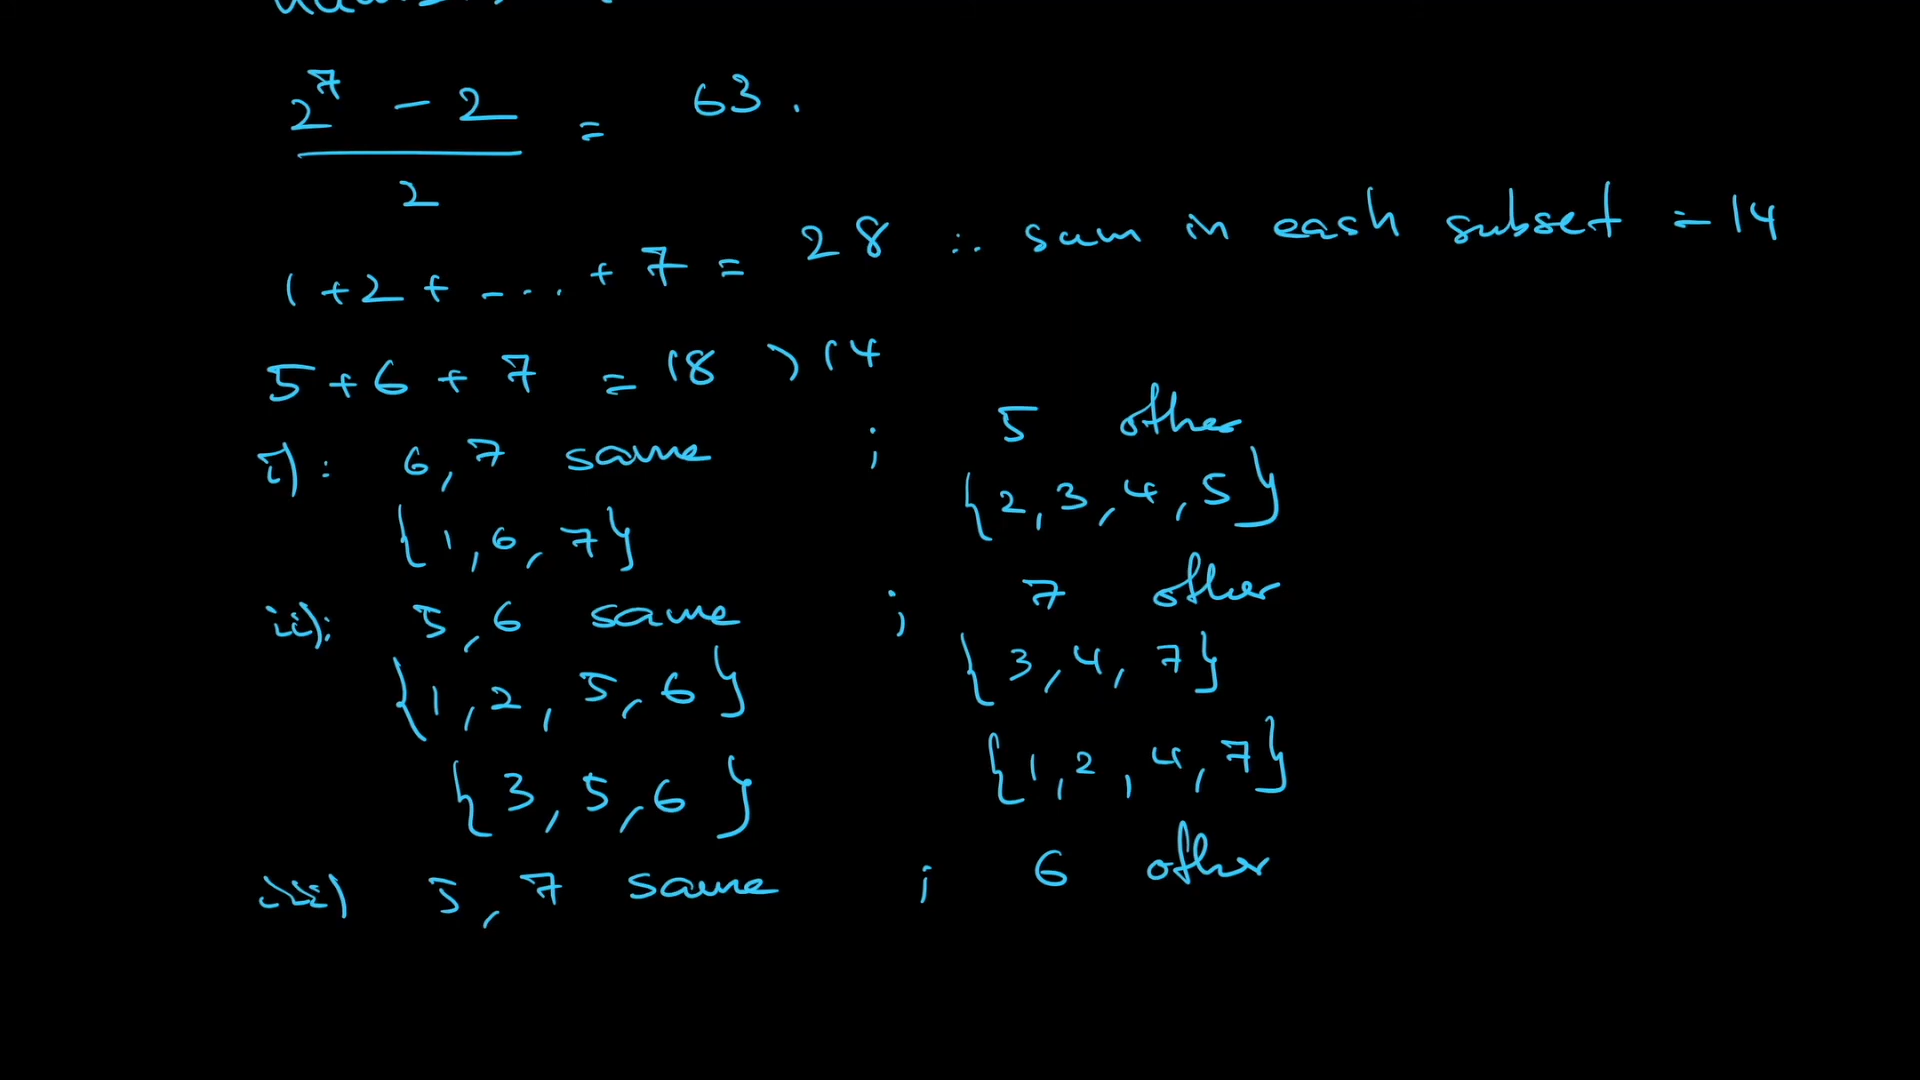 2^7 - 2 / 2 = 63.
1 + 2 + - ... + 7 = 28 ∴ sum in each subset = 14
5 + 6 + 7 = 18 > 14
i): 6, 7 same ; 5 other
{1, 6, 7} {2, 3, 4, 5}
ii): 5, 6 same ; 7 other
{1, 2, 5, 6} {3, 4, 7}
{3, 5, 6} {1, 2, 4, 7}
iii) 5, 7 same ; 6 other